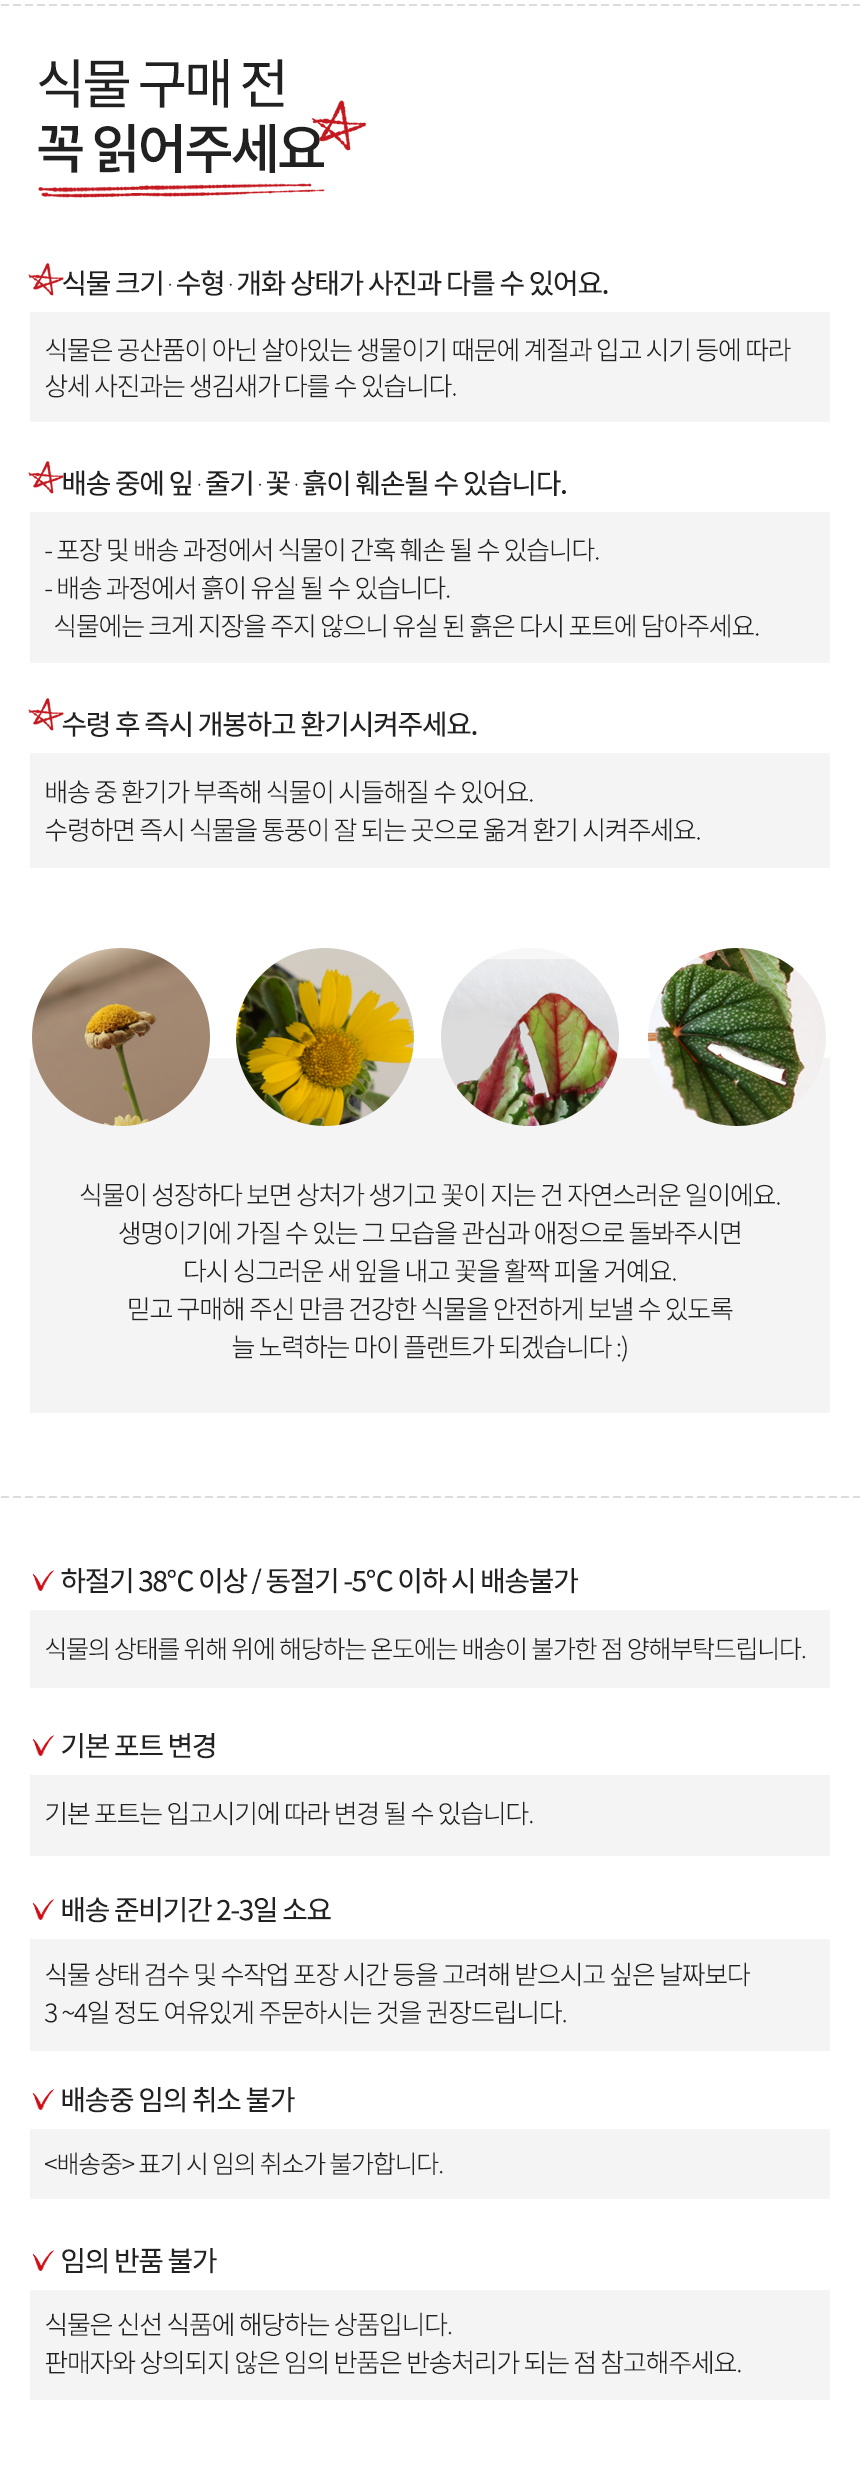 식물 구매 전
꼭 읽어주세요
식물 크기 · 수형 · 개화 상태가 사진과 다를 수 있어요.
식물은 공산품이 아닌 살아있는 생물이기 때문에 계절과 입고 시기 등에 따라
상세 사진과는 생김새가 다를 수 있습니다.
배송 중에 잎 · 줄기 · 꽃 · 흙이 훼손될 수 있습니다.
- 포장 및 배송 과정에서 식물이 간혹 훼손 될 수 있습니다.
- 배송 과정에서 흙이 유실 될 수 있습니다.
식물에는 크게 지장을 주지 않으니 유실 된 흙은 다시 포트에 담아주세요.
수령 후 즉시 개봉하고 환기시켜주세요.
배송 중 환기가 부족해 식물이 시들해질 수 있어요.
수령하면 즉시 식물을 통풍이 잘 되는 곳으로 옮겨 환기 시켜주세요.
식물이 성장하다 보면 상처가 생기고 꽃이 지는 건 자연스러운 일이에요.
생명이기에 가질 수 있는 그 모습을 관심과 애정으로 돌봐주시면
다시 싱그러운 새 잎을 내고 꽃을 활짝 피울 거예요.
믿고 구매해 주신 만큼 건강한 식물을 안전하게 보낼 수 있도록
늘 노력하는 마이 플랜트가 되겠습니다 :)
하절기 38°C 이상 / 동절기 -5°C 이하 시 배송불가
식물의 상태를 위해 위에 해당하는 온도에는 배송이 불가한 점 양해부탁드립니다.
기본 포트 변경
기본 포트는 입고시기에 따라 변경 될 수 있습니다.
배송 준비기간 2-3일 소요
식물 상태 검수 및 수작업 포장 시간 등을 고려해 받으시고 싶은 날짜보다
3 ~4일 정도 여유있게 주문하시는 것을 권장드립니다.
배송중 임의 취소 불가
<배송중> 표기 시 임의 취소가 불가합니다.
임의 반품 불가
식물은 신선 식품에 해당하는 상품입니다.
판매자와 상의되지 않은 임의 반품은 반송처리가 되는 점 참고해주세요.